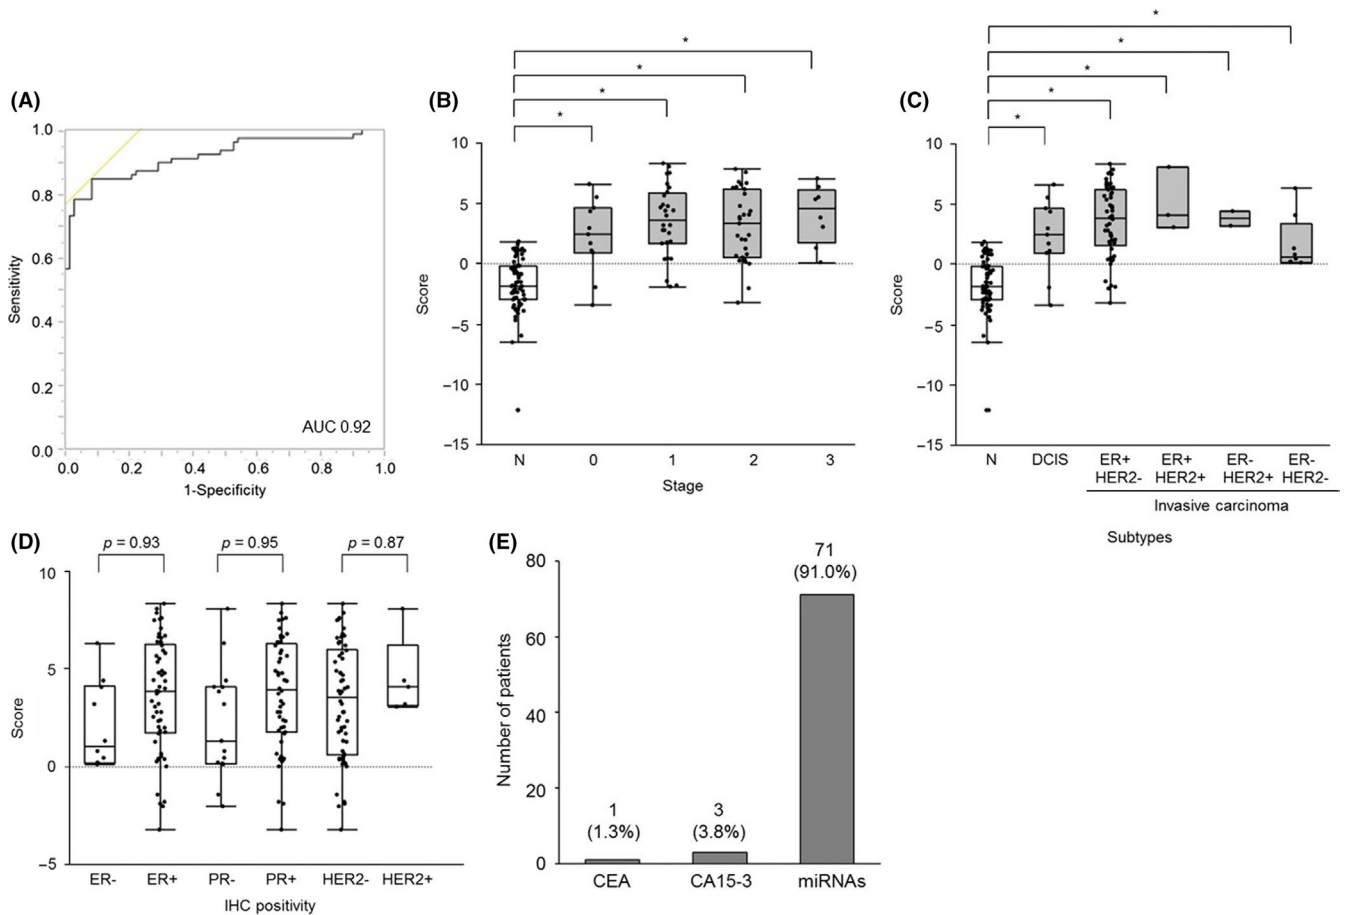 (A)
1.0
0.8
0.6
0.4
0.2
0.0
Sensitivity
AUC 0.92
0.0 0.2 0.4 0.6 0.8 1.0
1-Specificity
(B)
* * * *
10
5
0
−5
−10
−15
Score
N 0 1 2 3
Stage
(C)
* * * * *
10
5
0
−5
−10
−15
Score
N DCIS ER+ ER+ ER- ER-
HER2- HER2+ HER2+ HER2-
Invasive carcinoma
Subtypes
(D)
p = 0.93 p = 0.95 p = 0.87
10
5
0
−5
Score
ER- ER+ PR- PR+ HER2- HER2+
IHC positivity
(E)
80
60
40
20
0
Number of patients
1
(1.3%)
3
(3.8%)
71
(91.0%)
CEA CA15-3 miRNAs